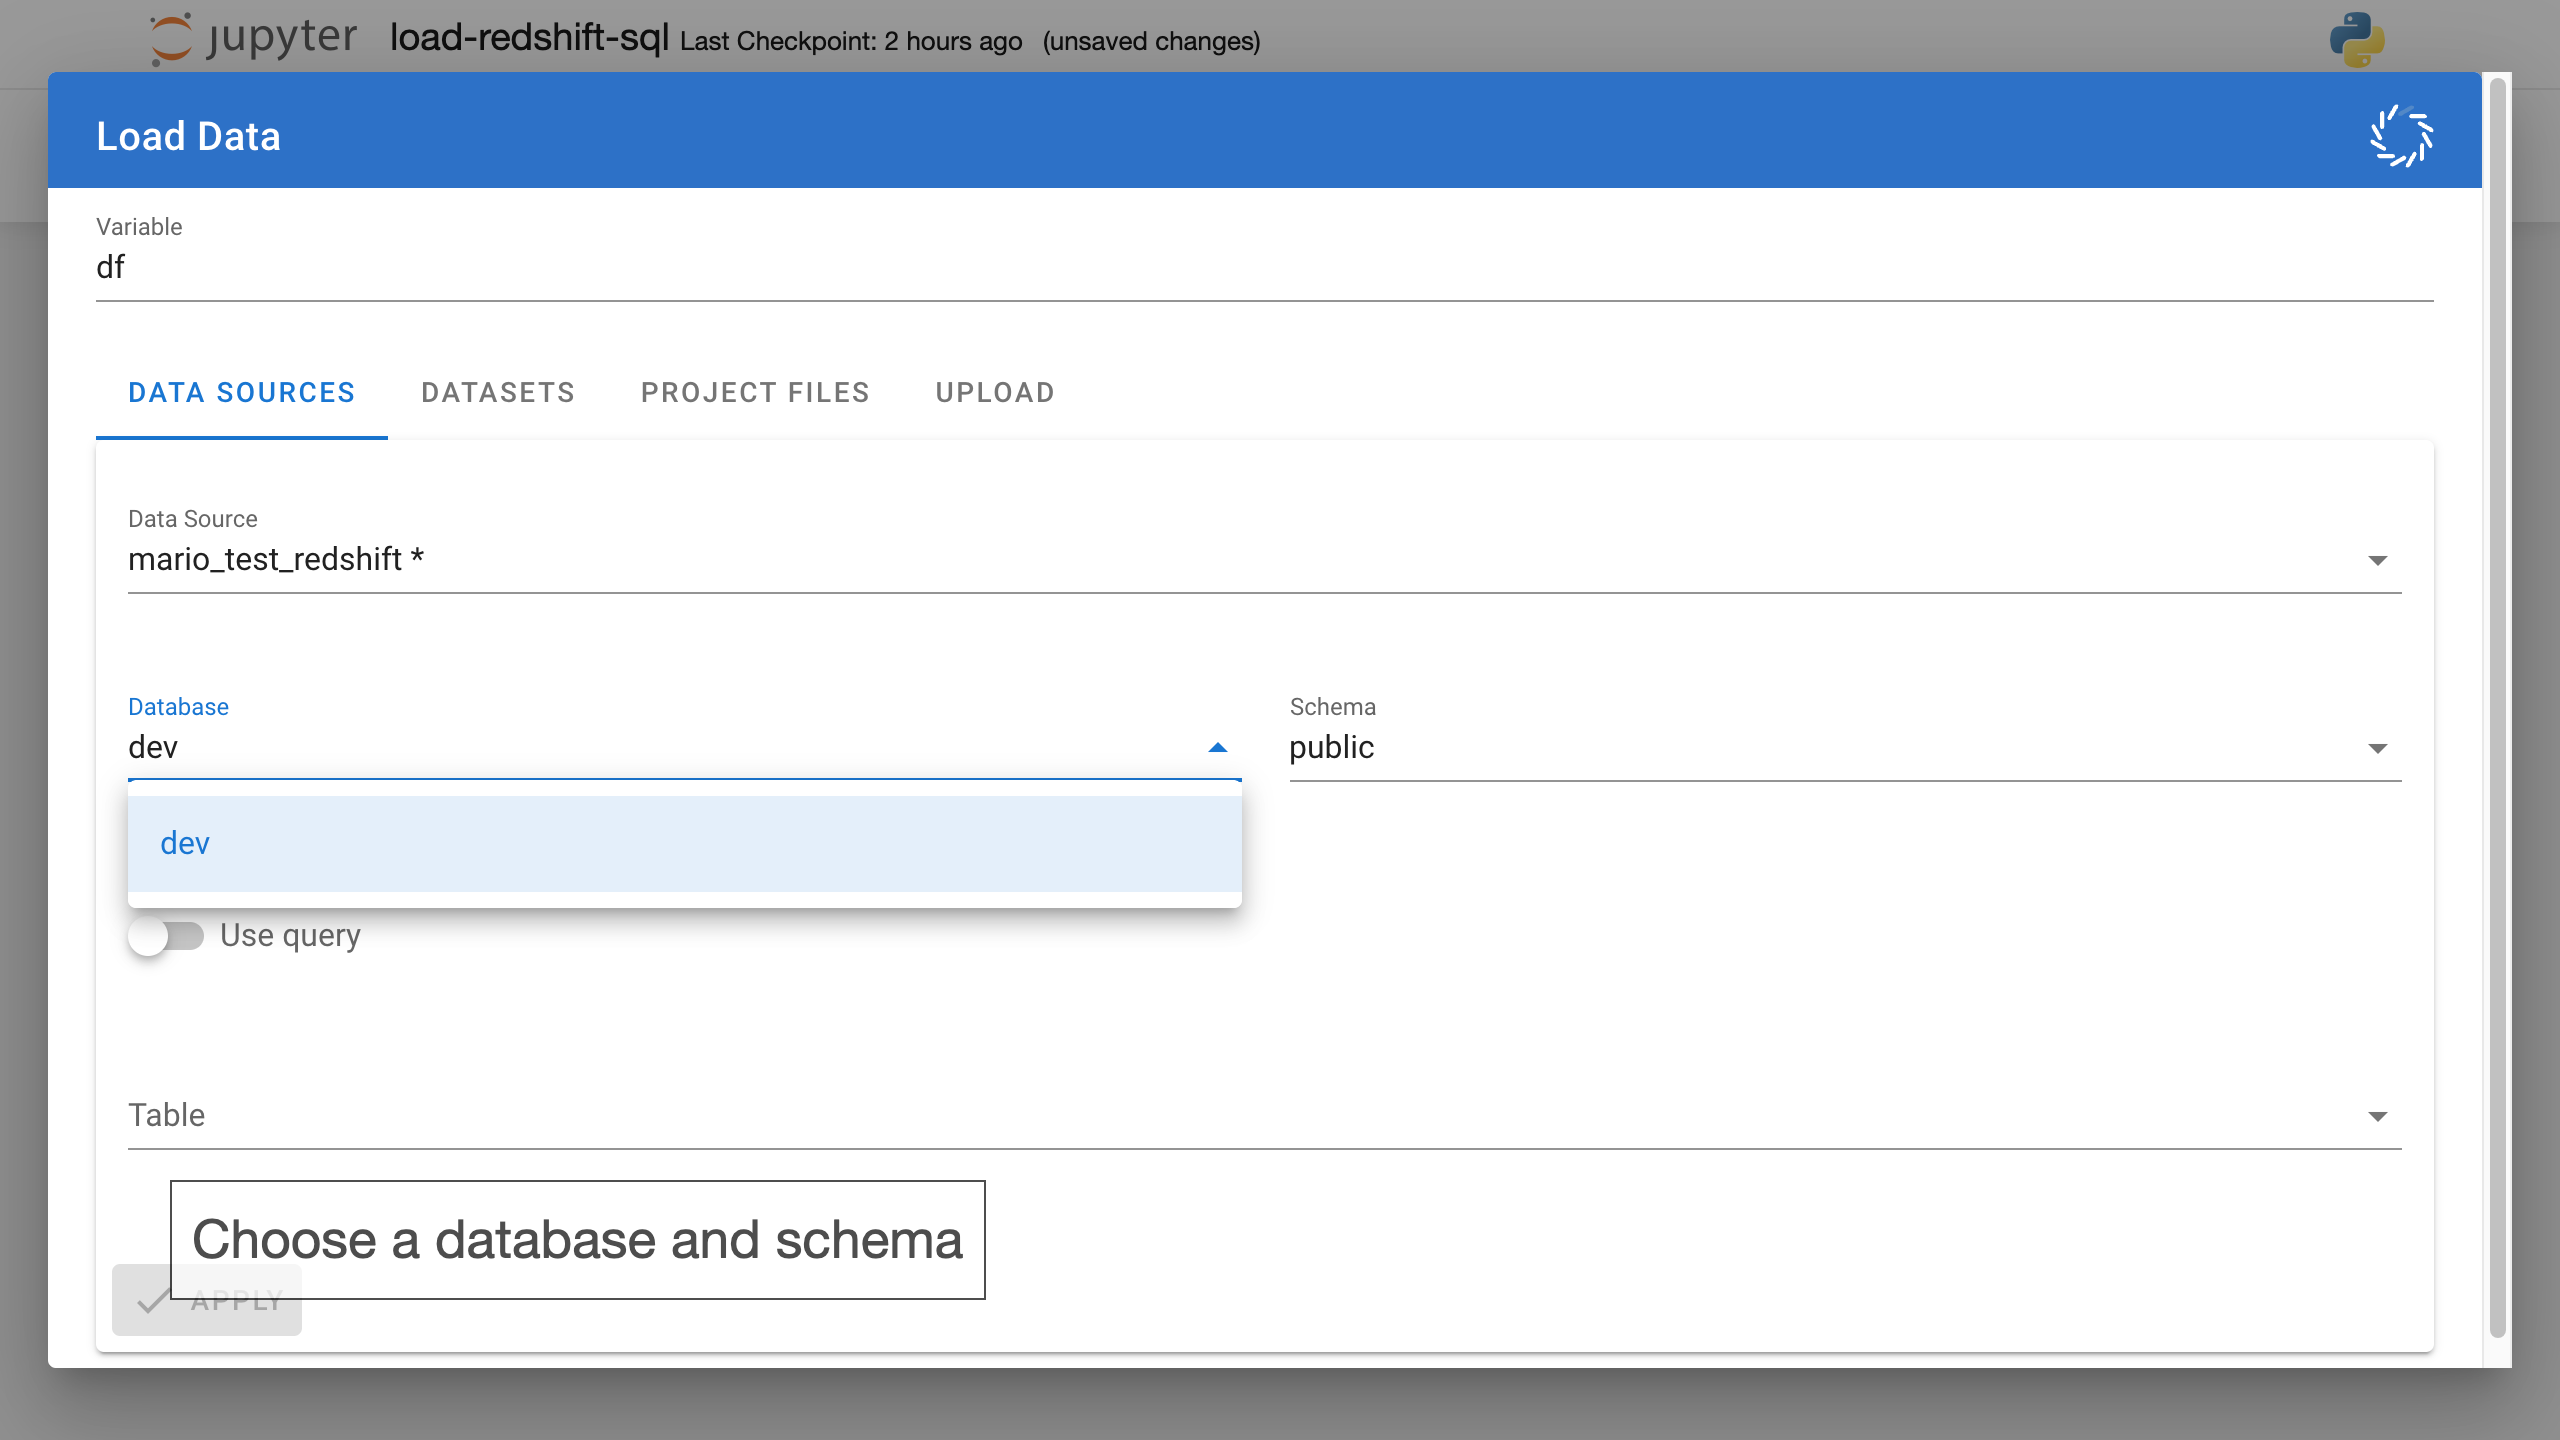 jupyter load-redshift-sql Last Checkpoint: 2 hours ago (unsaved changes)
Load Data
Variable
df
DATA SOURCES DATASETS PROJECT FILES UPLOAD
Data Source
mario_test_redshift *
Database Schema
dev public
dev
Use query
Table
Choose a database and schema
APPLY